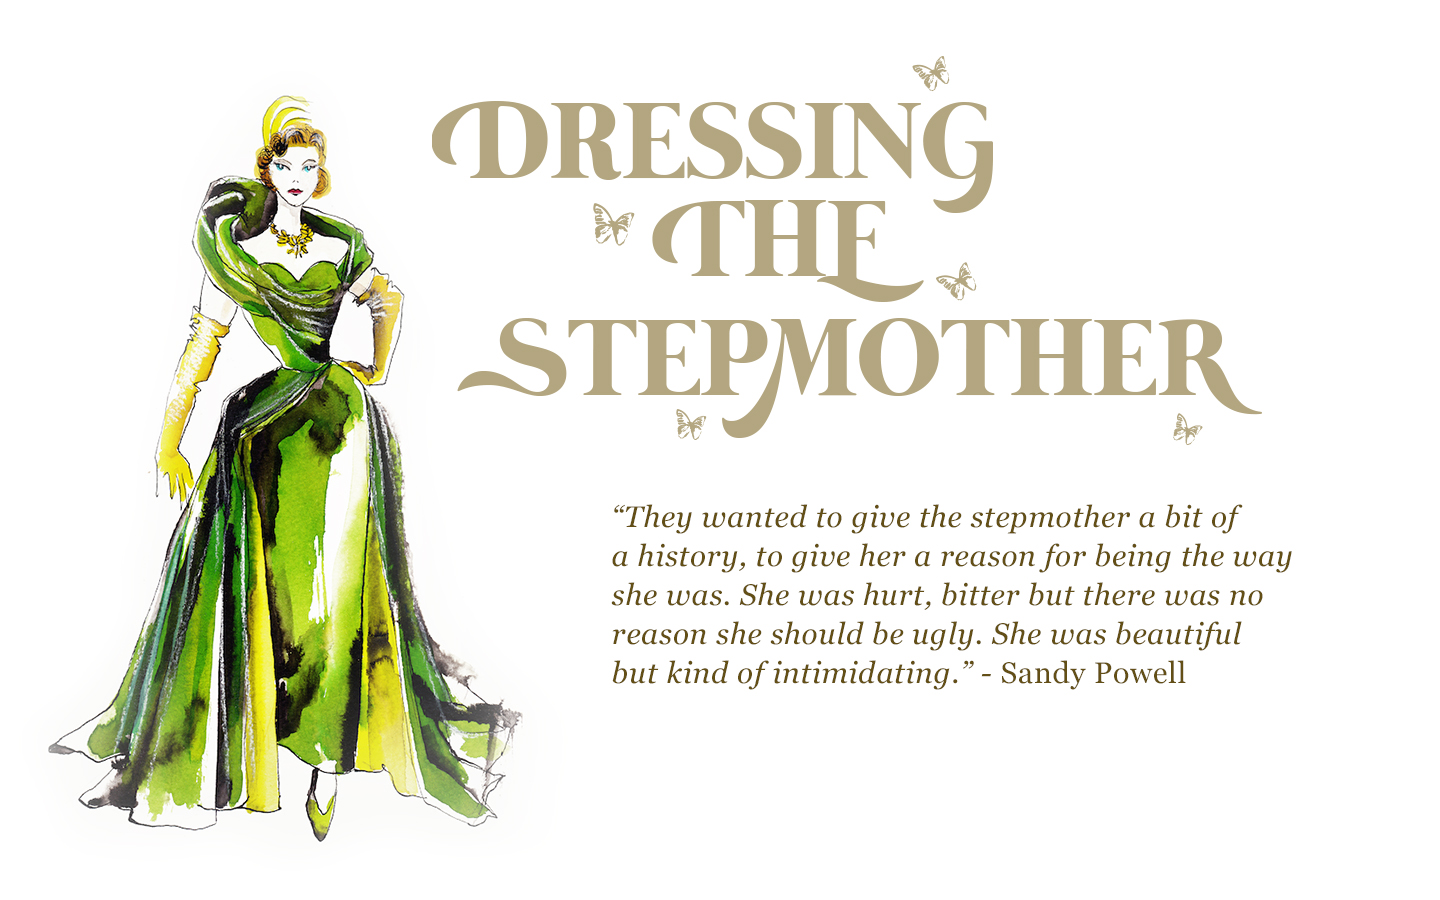 DRESSING
THE
STEPMOTHER
“They wanted to give the stepmother a bit of
a history, to give her a reason for being the way
she was. She was hurt, bitter but there was no
reason she should be ugly. She was beautiful
but kind of intimidating.” - Sandy Powell